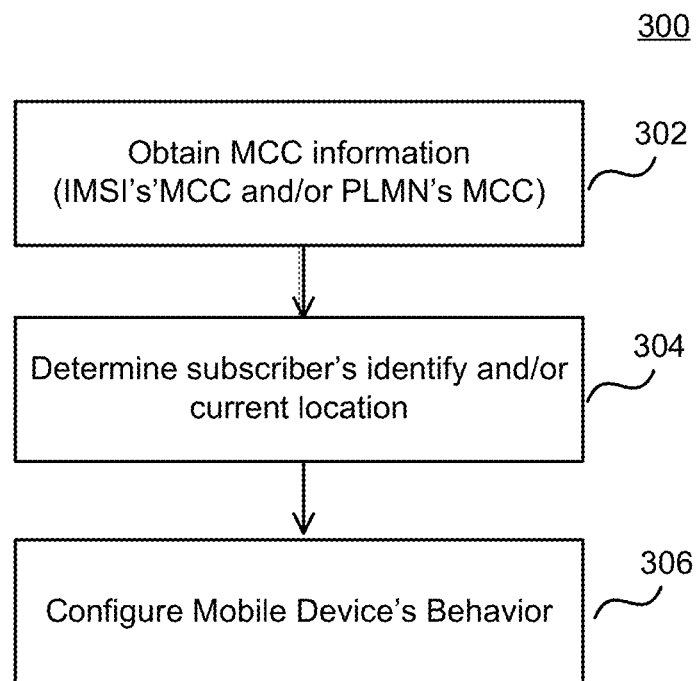 300
Obtain MCC information
(IMSI's'MCC and/or PLMN's MCC)
302
Determine subscriber's identify and/or
current location
304
Configure Mobile Device's Behavior
306